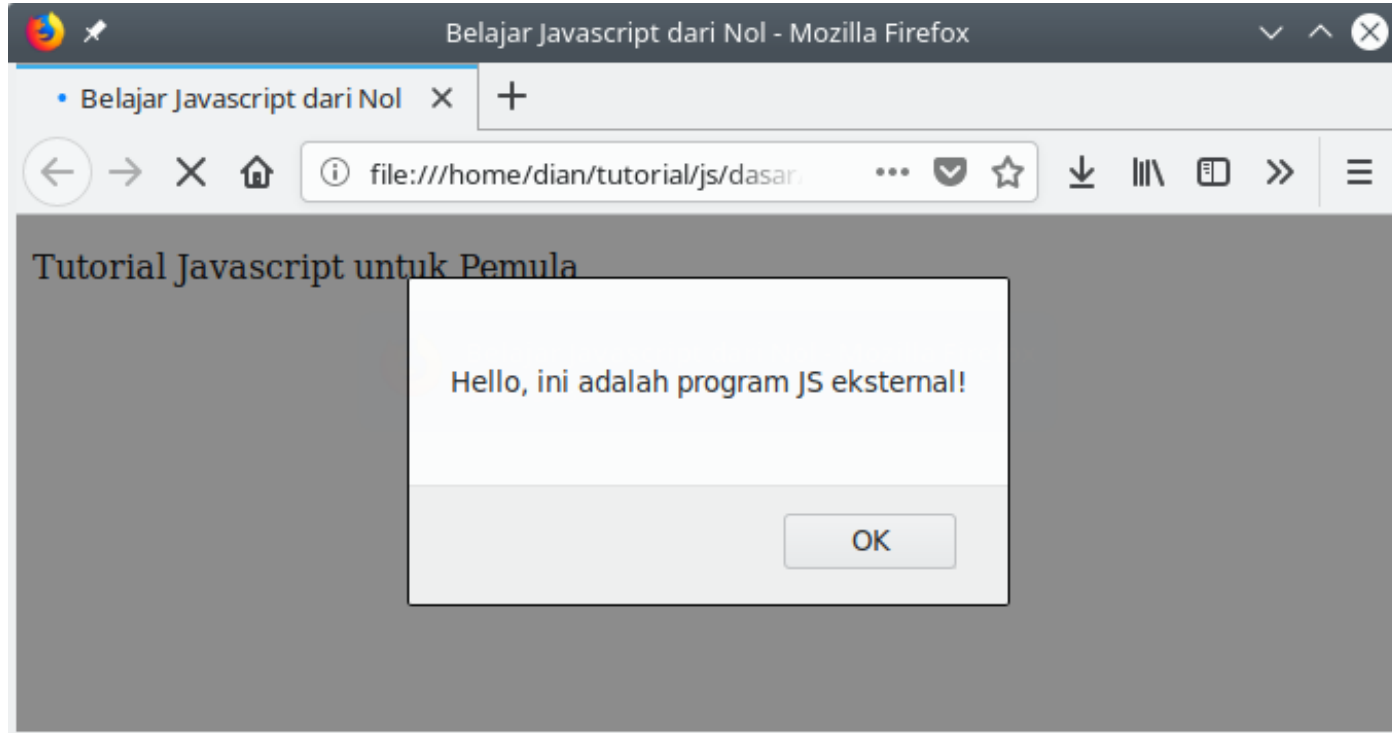 Belajar Javascript dari Nol - Mozilla Firefox
Belajar Javascript dari Nol
file:///home/dian/tutorial/js/dasar
Tutorial Javascript untuk Pemula
Hello, ini adalah program JS eksternal!
OK